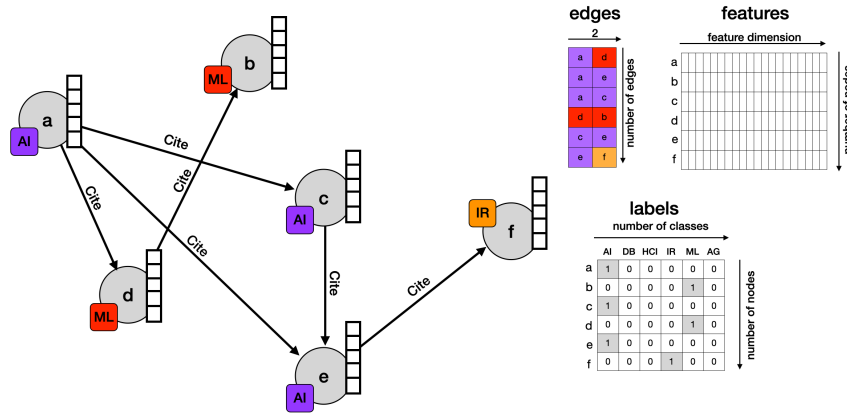 a
AI
ML
b
Cite
Cite
Cite
Cite
c
AI
d
ML
Cite
e
AI
Cite
IR
f
edges
2
number of edges
a d
a e
a c
d b
c e
e f
features
feature dimension
number of nodes
a
b
c
d
e
f
labels
number of classes
AI DB HCI IR ML AG
a 1 0 0 0 0 0
b 0 0 0 0 1 0
c 1 0 0 0 0 0
d 0 0 0 0 1 0
e 1 0 0 0 0 0
f 0 0 0 1 0 0
number of nodes